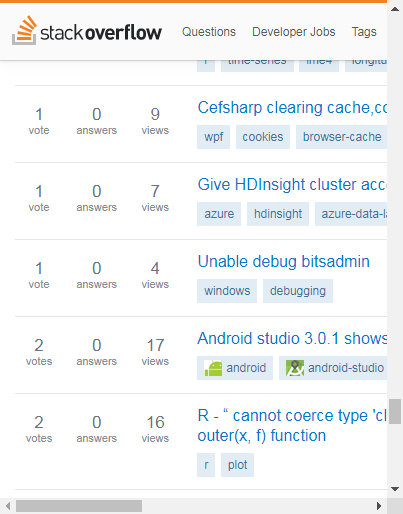 stackoverflow Questions Developer Jobs Tags
r time-series lme4
1 0 9 Cefsharp clearing cache,co
vote answers views wpf cookies browser-cache
1 0 7 Give HDInsight cluster acc
vote answers views azure hdinsight azure-data-la
1 0 4 Unable debug bitsadmin
vote answers views windows debugging
2 0 17 Android studio 3.0.1 shows
votes answers views android android-studio
2 0 16 R - “ cannot coerce type 'cl
votes answers views outer(x, f) function
r plot